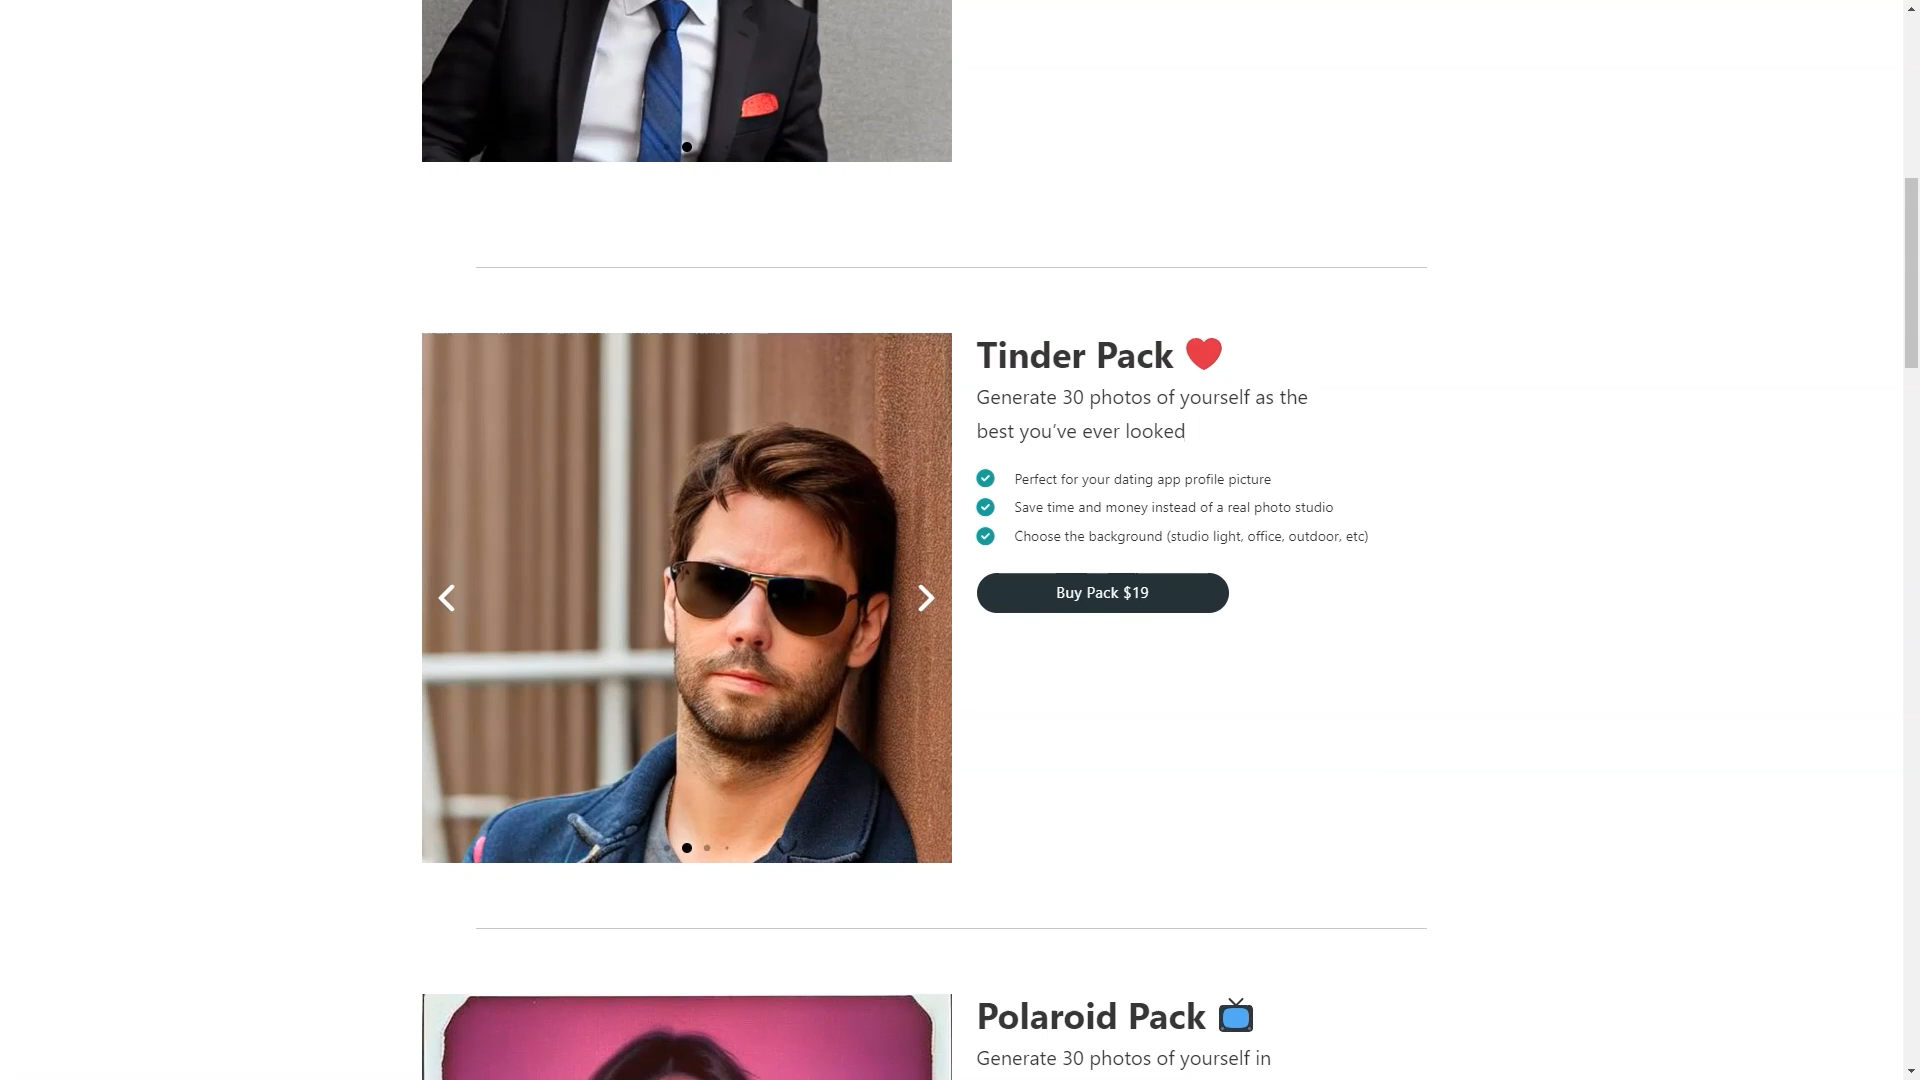 Tinder Pack ❤️
Generate 30 photos of yourself as the
best you’ve ever looked
Perfect for your dating app profile picture
Save time and money instead of a real photo studio
Choose the background (studio light, office, outdoor, etc)
Buy Pack $19
Polaroid Pack 📺
Generate 30 photos of yourself in